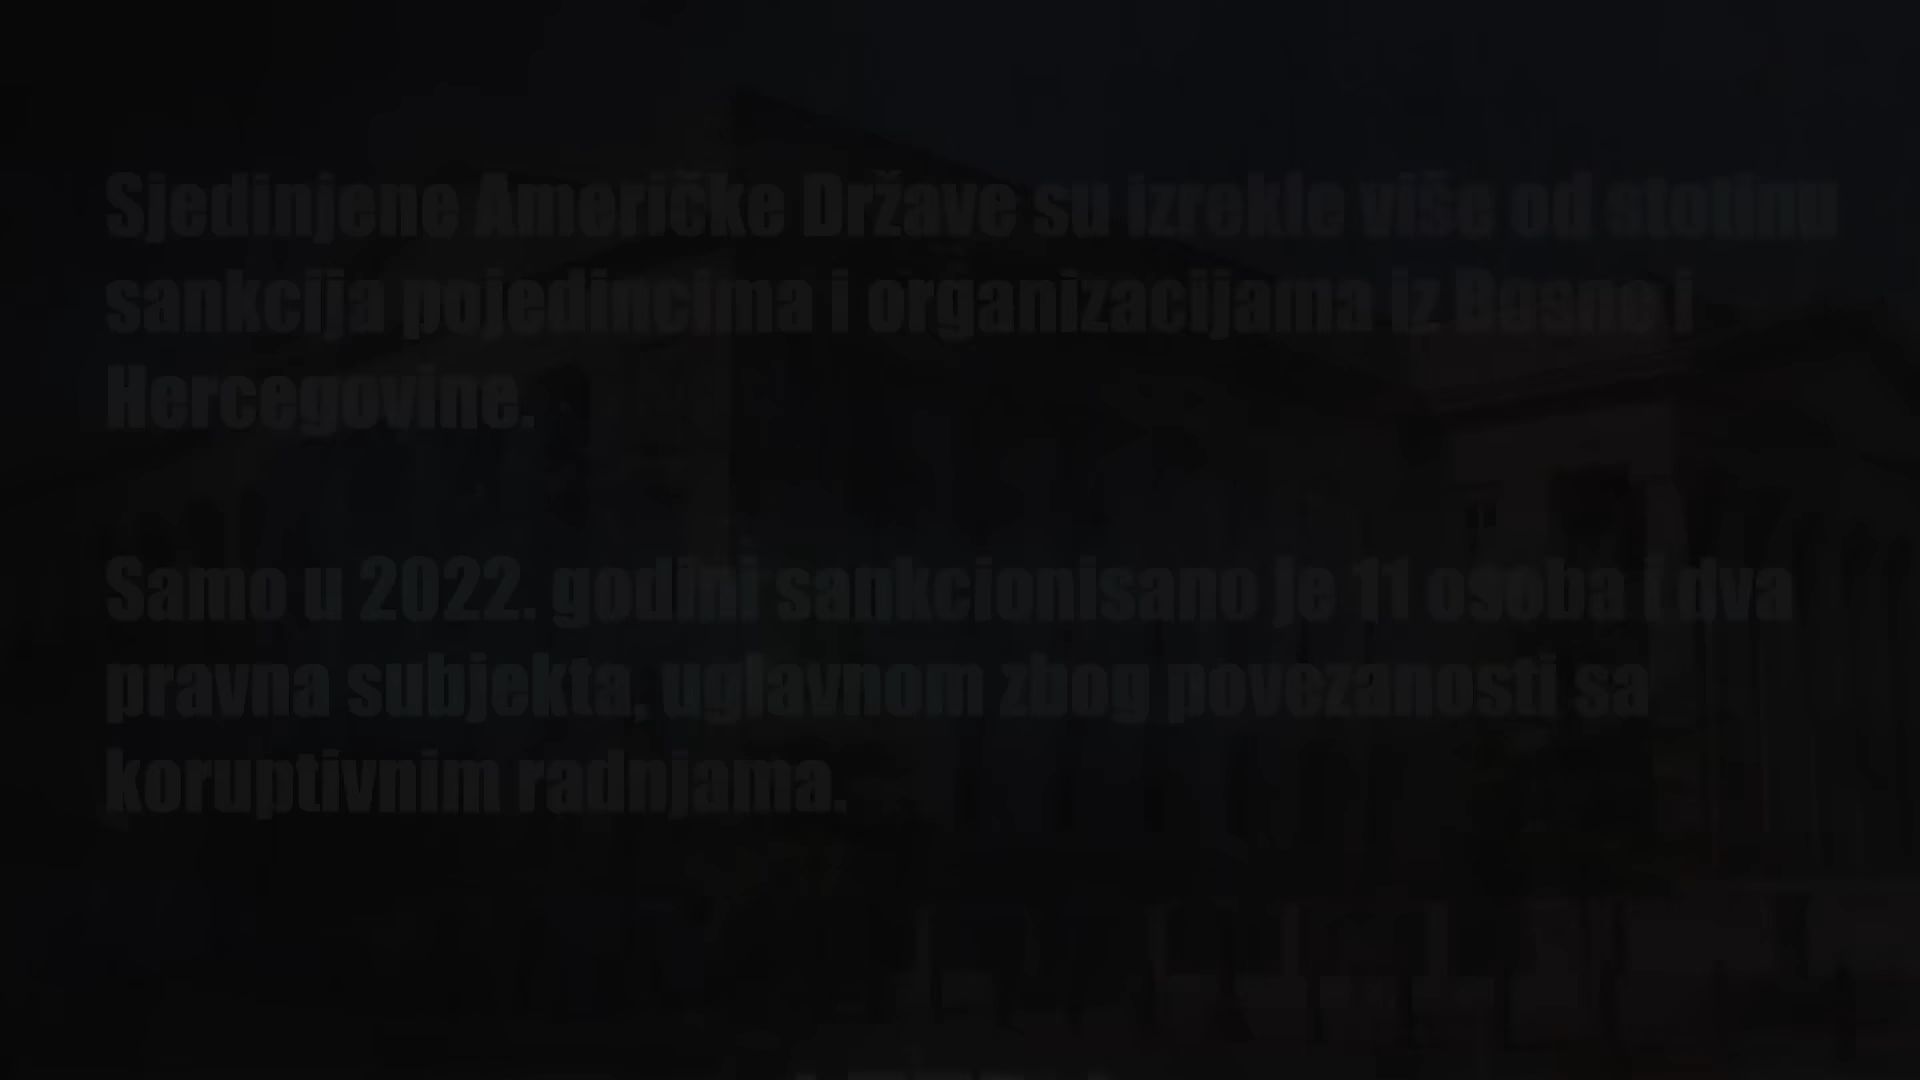 Sjedinjene Američke Države su izrekle više od stotinu
sankcija pojedincima i organizacijama iz Bosne i
Hercegovine.
Samo u 2022. godini sankcionisano je 11 osoba i dva
pravna subjekta, uglavnom zbog povezanosti sa
koruptivnim radnjama.